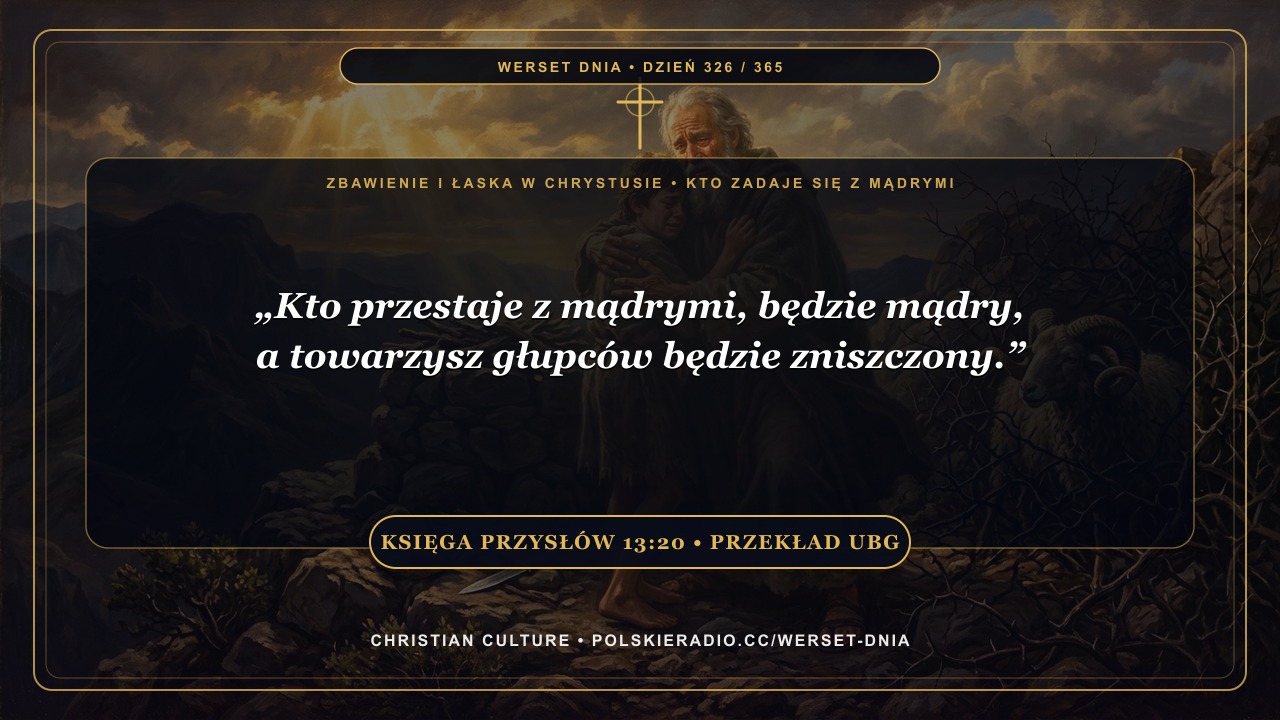 WERSET DNIA • DZIEŃ 326 / 365
ZBAWIENIE I ŁASKA W CHRYSTUSIE • KTO ZADAJE SIĘ Z MĄDRYMI
„Kto przestaje z mądrymi, będzie mądry,
a towarzysz głupców będzie zniszczony.”
KSIĘGA PRZYSŁÓW 13:20 • PRZEKŁAD UBG
CHRISTIAN CULTURE • POLSKIERADIO.CC/WERSET-DNIA